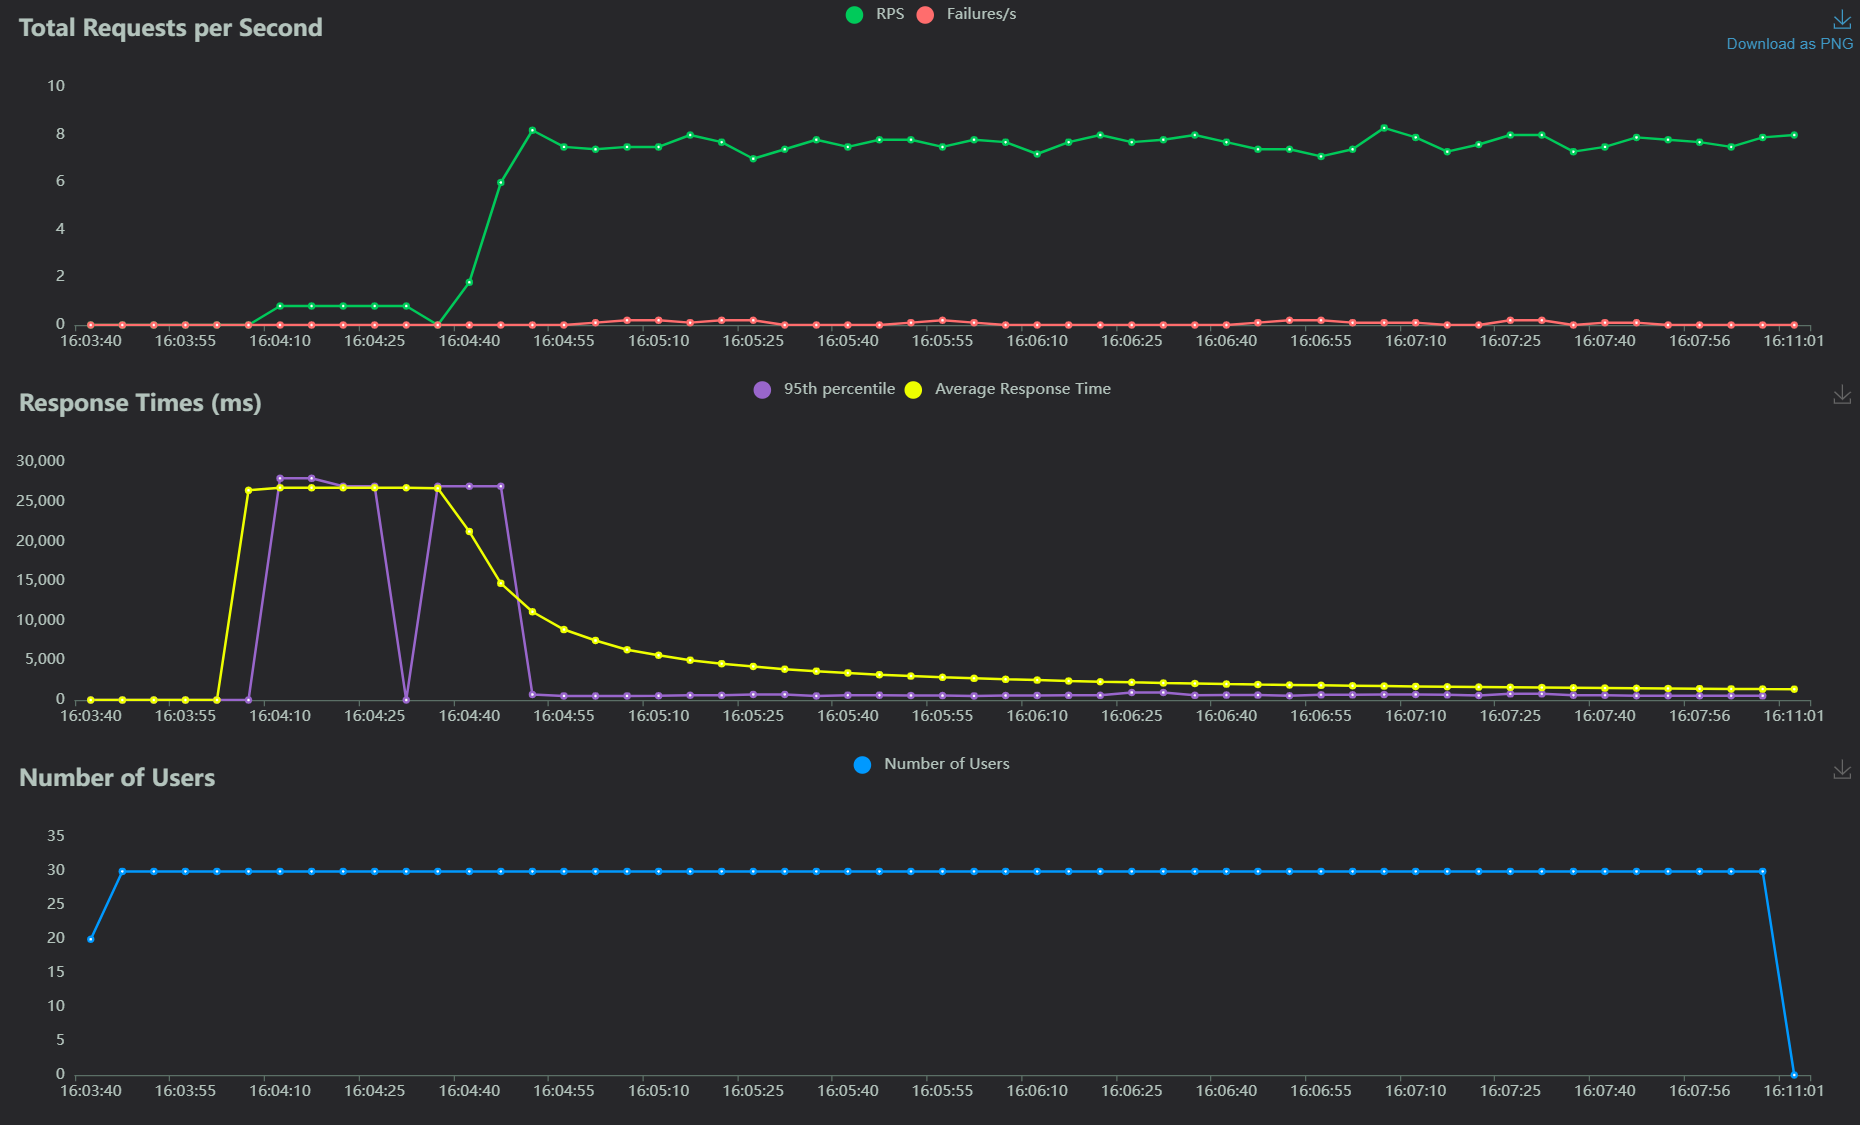 Total Requests per Second
RPS Failures/s
Download as PNG
10
8
6
4
2
0
16:03:40 16:03:55 16:04:10 16:04:25 16:04:40 16:04:55 16:05:10 16:05:25 16:05:40 16:05:55 16:06:10 16:06:25 16:06:40 16:06:55 16:07:10 16:07:25 16:07:40 16:07:56 16:11:01
Response Times (ms)
95th percentile Average Response Time
30,000
25,000
20,000
15,000
10,000
5,000
0
16:03:40 16:03:55 16:04:10 16:04:25 16:04:40 16:04:55 16:05:10 16:05:25 16:05:40 16:05:55 16:06:10 16:06:25 16:06:40 16:06:55 16:07:10 16:07:25 16:07:40 16:07:56 16:11:01
Number of Users
Number of Users
35
30
25
20
15
10
5
0
16:03:40 16:03:55 16:04:10 16:04:25 16:04:40 16:04:55 16:05:10 16:05:25 16:05:40 16:05:55 16:06:10 16:06:25 16:06:40 16:06:55 16:07:10 16:07:25 16:07:40 16:07:56 16:11:01